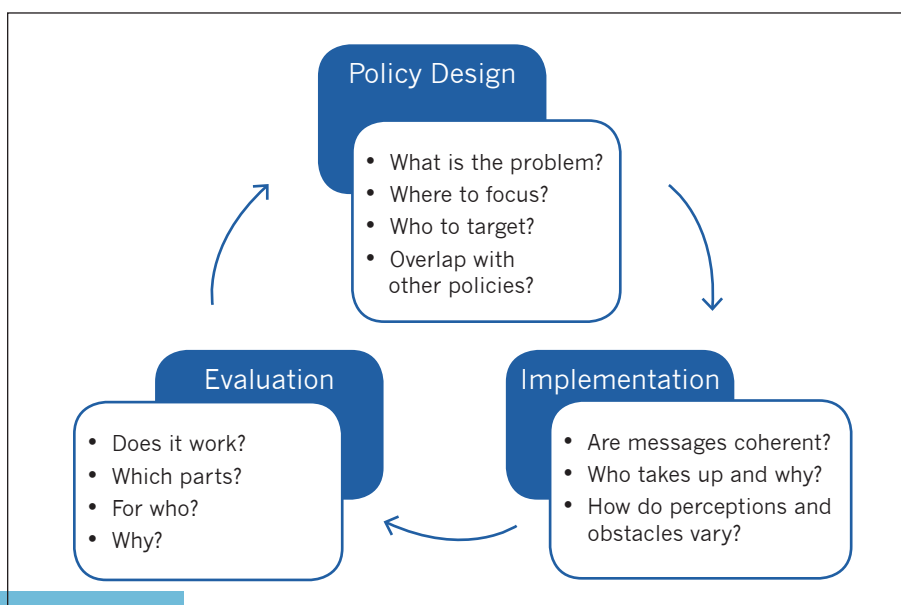 Policy Design
• What is the problem?
• Where to focus?
• Who to target?
• Overlap with
other policies?
Evaluation
• Does it work?
• Which parts?
• For who?
• Why?
Implementation
• Are messages coherent?
• Who takes up and why?
• How do perceptions and
obstacles vary?